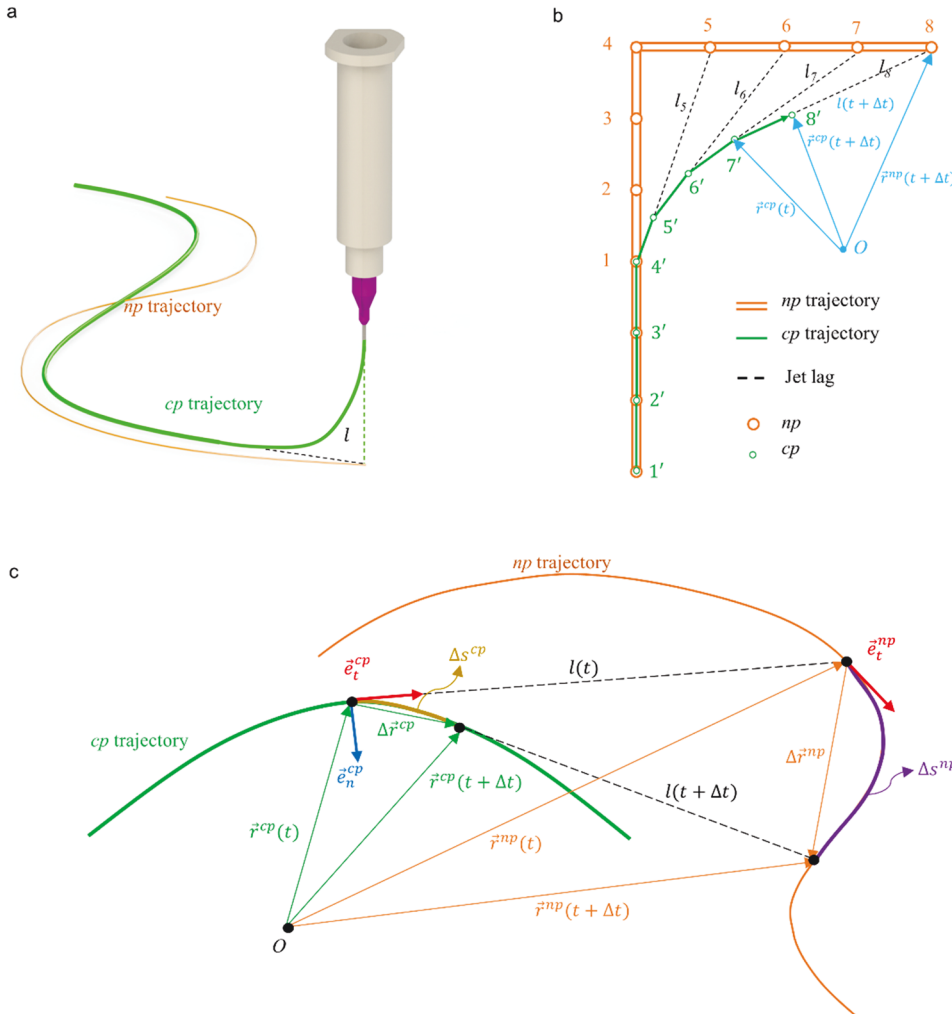 a
np trajectory
cp trajectory
l
b
4 5 6 7 8
l₅ l₆ l₇ l₈
l(t + Δt)
3
8′
r⃗ᶜᵖ(t + Δt)
7′
2
6′
r⃗ⁿᵖ(t + Δt)
r⃗ᶜᵖ(t)
5′
O
1 4′
np trajectory
3′
cp trajectory
Jet lag
2′
np
cp
1′
c
np trajectory
e⃗ₜⁿᵖ
e⃗ₜᶜᵖ
Δsᶜᵖ
l(t)
Δr⃗ᶜᵖ
cp trajectory
Δr⃗ⁿᵖ
e⃗ₙᶜᵖ
Δsⁿᵖ
r⃗ᶜᵖ(t + Δt)
l(t + Δt)
r⃗ᶜᵖ(t)
r⃗ⁿᵖ(t)
r⃗ⁿᵖ(t + Δt)
O